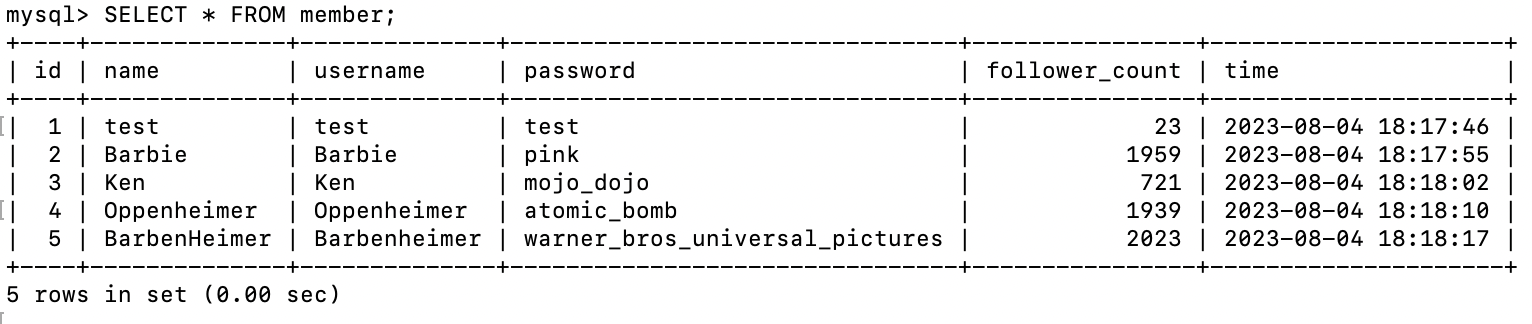 mysql> SELECT * FROM member;
+----+--------------+-------------+--------------------------------+----------------+---------------------+
| id | name         | username    | password                       | follower_count | time                |
+----+--------------+-------------+--------------------------------+----------------+---------------------+
|  1 | test         | test        | test                           |             23 | 2023-08-04 18:17:46 |
|  2 | Barbie       | Barbie      | pink                           |           1959 | 2023-08-04 18:17:55 |
|  3 | Ken          | Ken         | mojo_dojo                      |            721 | 2023-08-04 18:18:02 |
|  4 | Oppenheimer  | Oppenheimer | atomic_bomb                    |           1939 | 2023-08-04 18:18:10 |
|  5 | BarbenHeimer | Barbenheimer | warner_bros_universal_pictures |           2023 | 2023-08-04 18:18:17 |
+----+--------------+-------------+--------------------------------+----------------+---------------------+
5 rows in set (0.00 sec)